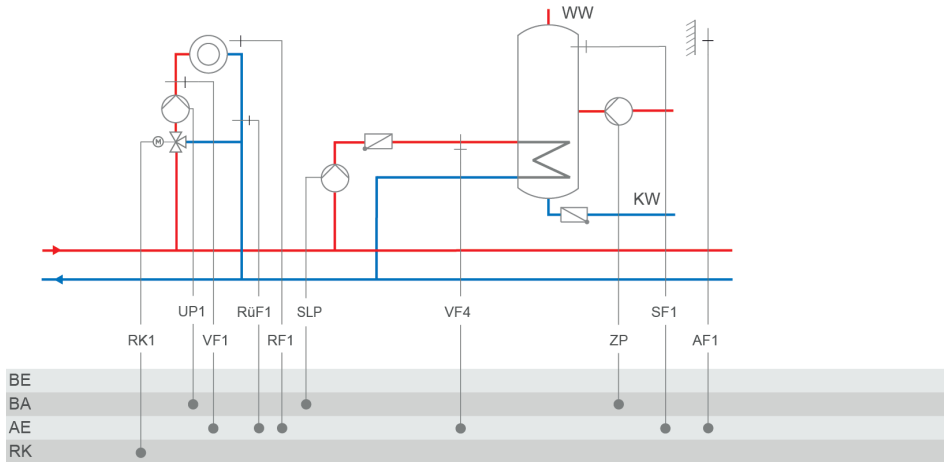 WW
M
KW
UP1 RüF1 SLP VF4 SF1
RK1 VF1 RF1 ZP AF1
BE
BA
AE
RK